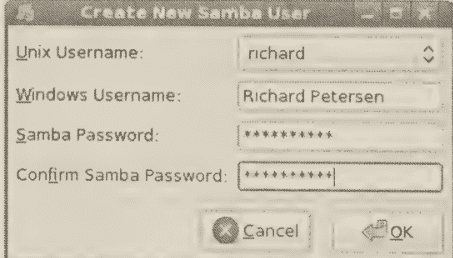 Create New Samba User
Unix Username: richard
Windows Username: Richard Petersen
Samba Password: **********
Confirm Samba Password: **********
Cancel OK